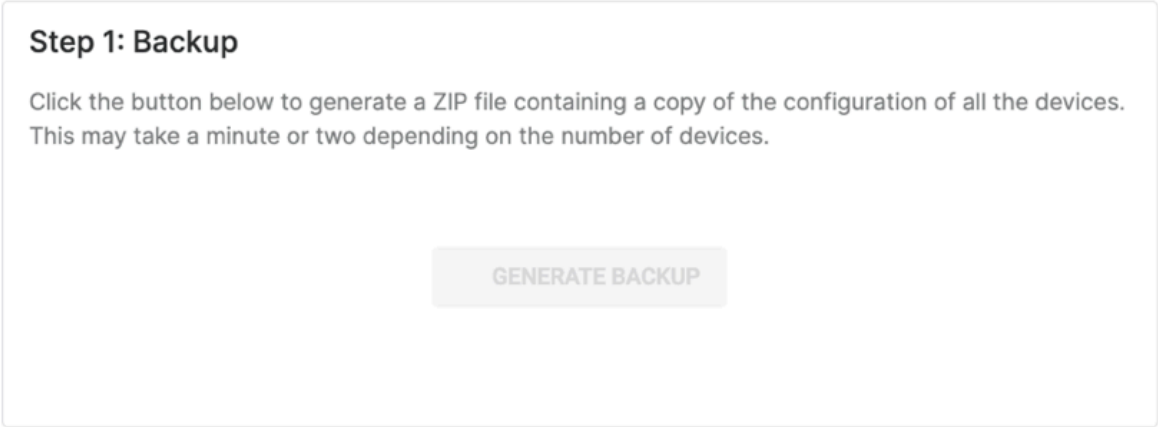 Step 1: Backup
Click the button below to generate a ZIP file containing a copy of the configuration of all the devices.
This may take a minute or two depending on the number of devices.
GENERATE BACKUP